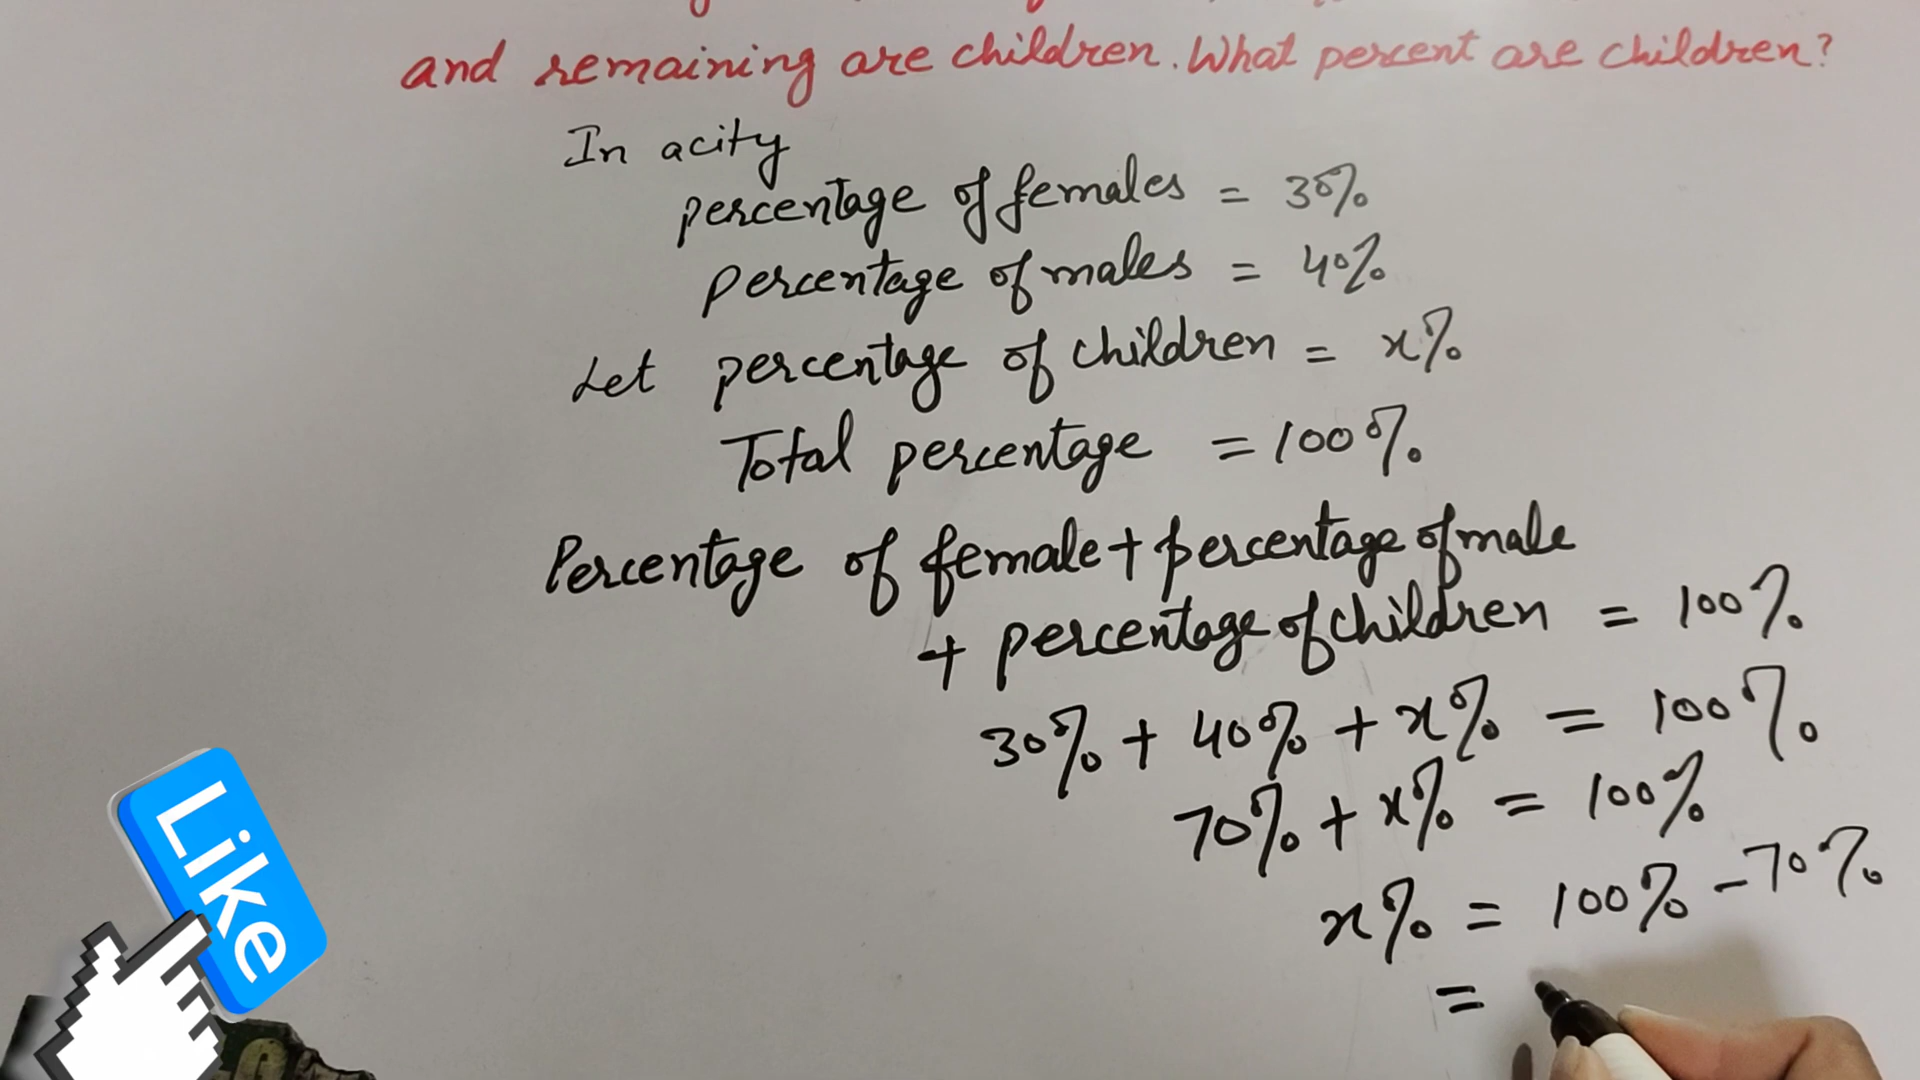 and remaining are children. What percent are children?
In acity
percentage of females = 30%
percentage of males = 40%
Let percentage of children = x%
Total percentage = 100%
Percentage of female + percentage of male
+ percentage of children = 100%
30% + 40% + x% = 100%
70% + x% = 100%
x% = 100% - 70%
=
Like